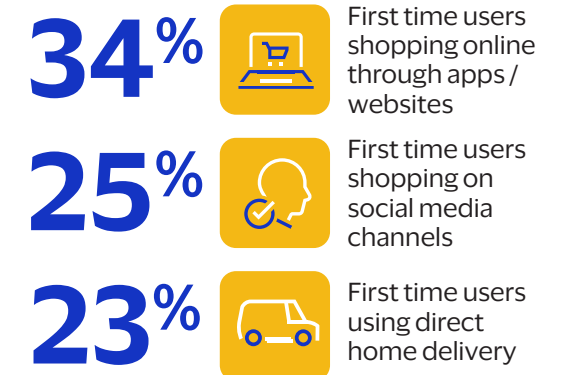 34%
First time users
shopping online
through apps /
websites
25%
First time users
shopping on
social media
channels
23%
First time users
using direct
home delivery